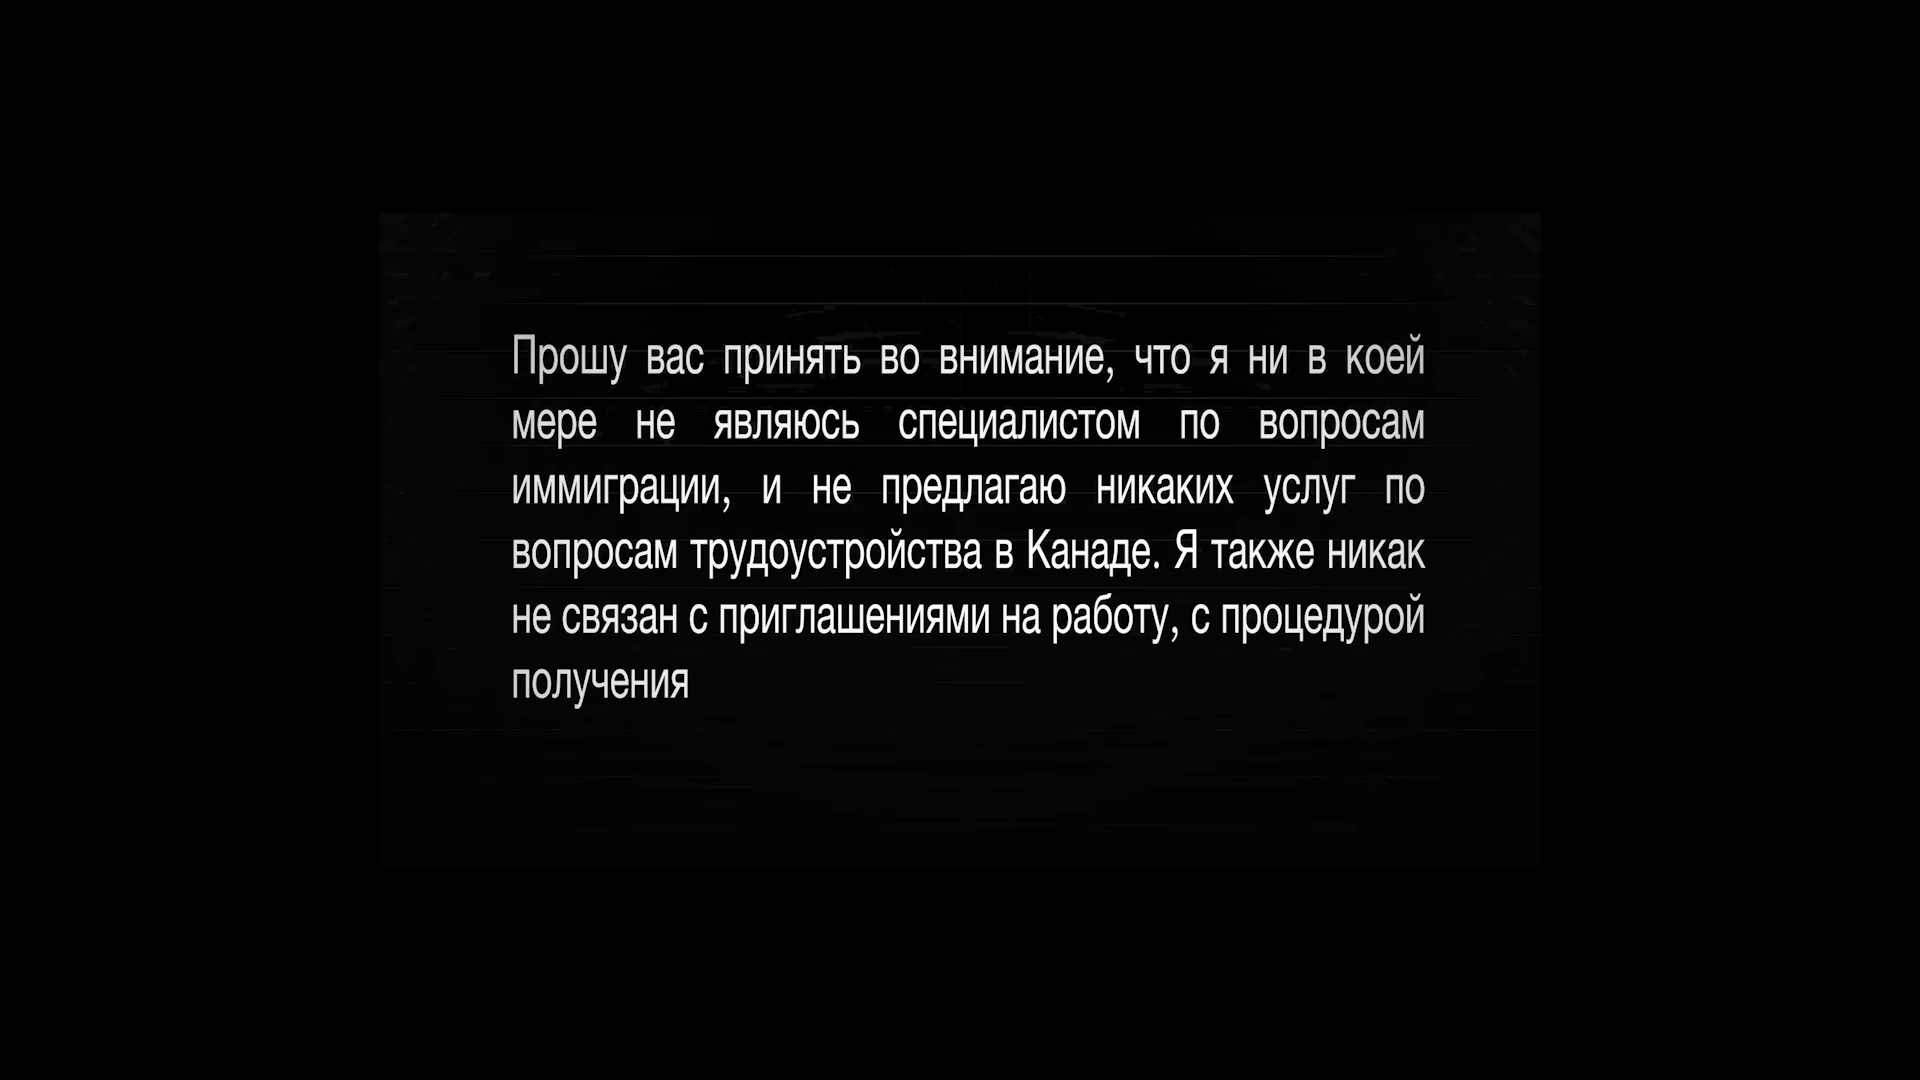 Прошу вас принять во внимание, что я ни в коей
мере не являюсь специалистом по вопросам
иммиграции, и не предлагаю никаких услуг по
вопросам трудоустройства в Канаде. Я также никак
не связан с приглашениями на работу, с процедурой
получения